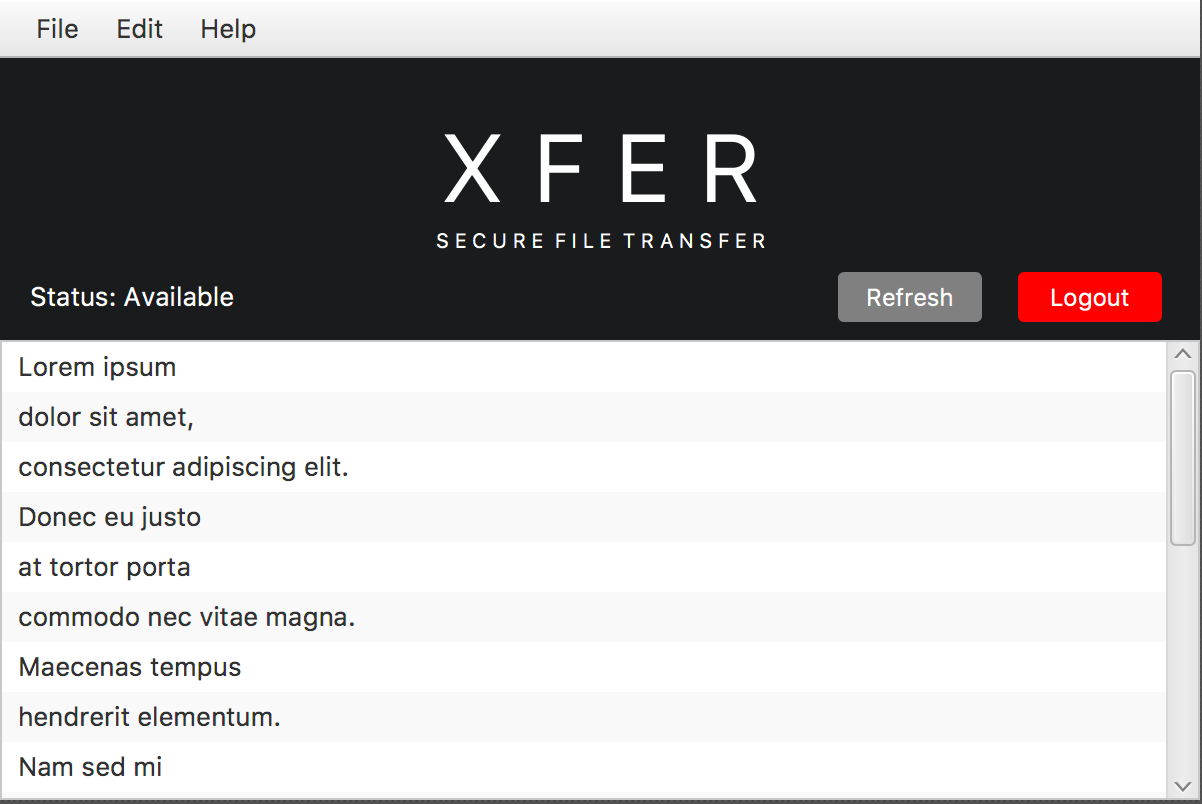 File Edit Help
XFER
SECURE FILE TRANSFER
Status: Available Refresh Logout
Lorem ipsum
dolor sit amet,
consectetur adipiscing elit.
Donec eu justo
at tortor porta
commodo nec vitae magna.
Maecenas tempus
hendrerit elementum.
Nam sed mi